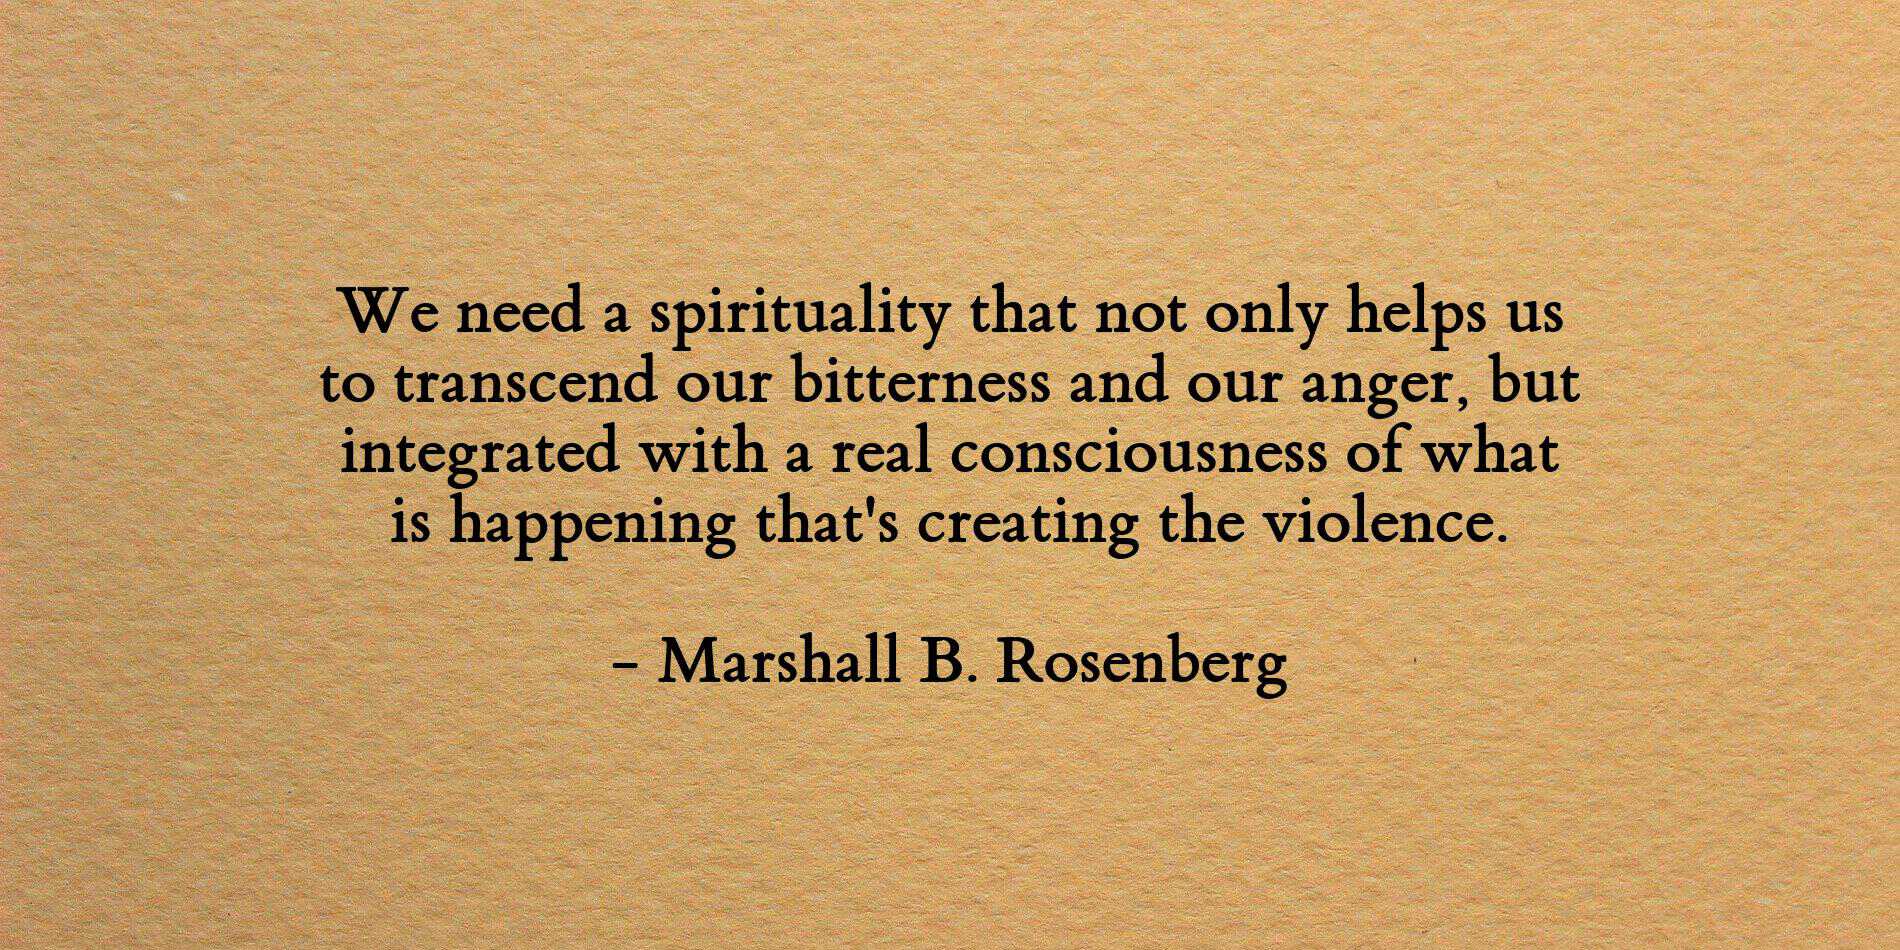 We need a spirituality that not only helps us
to transcend our bitterness and our anger, but
integrated with a real consciousness of what
is happening that's creating the violence.
- Marshall B. Rosenberg